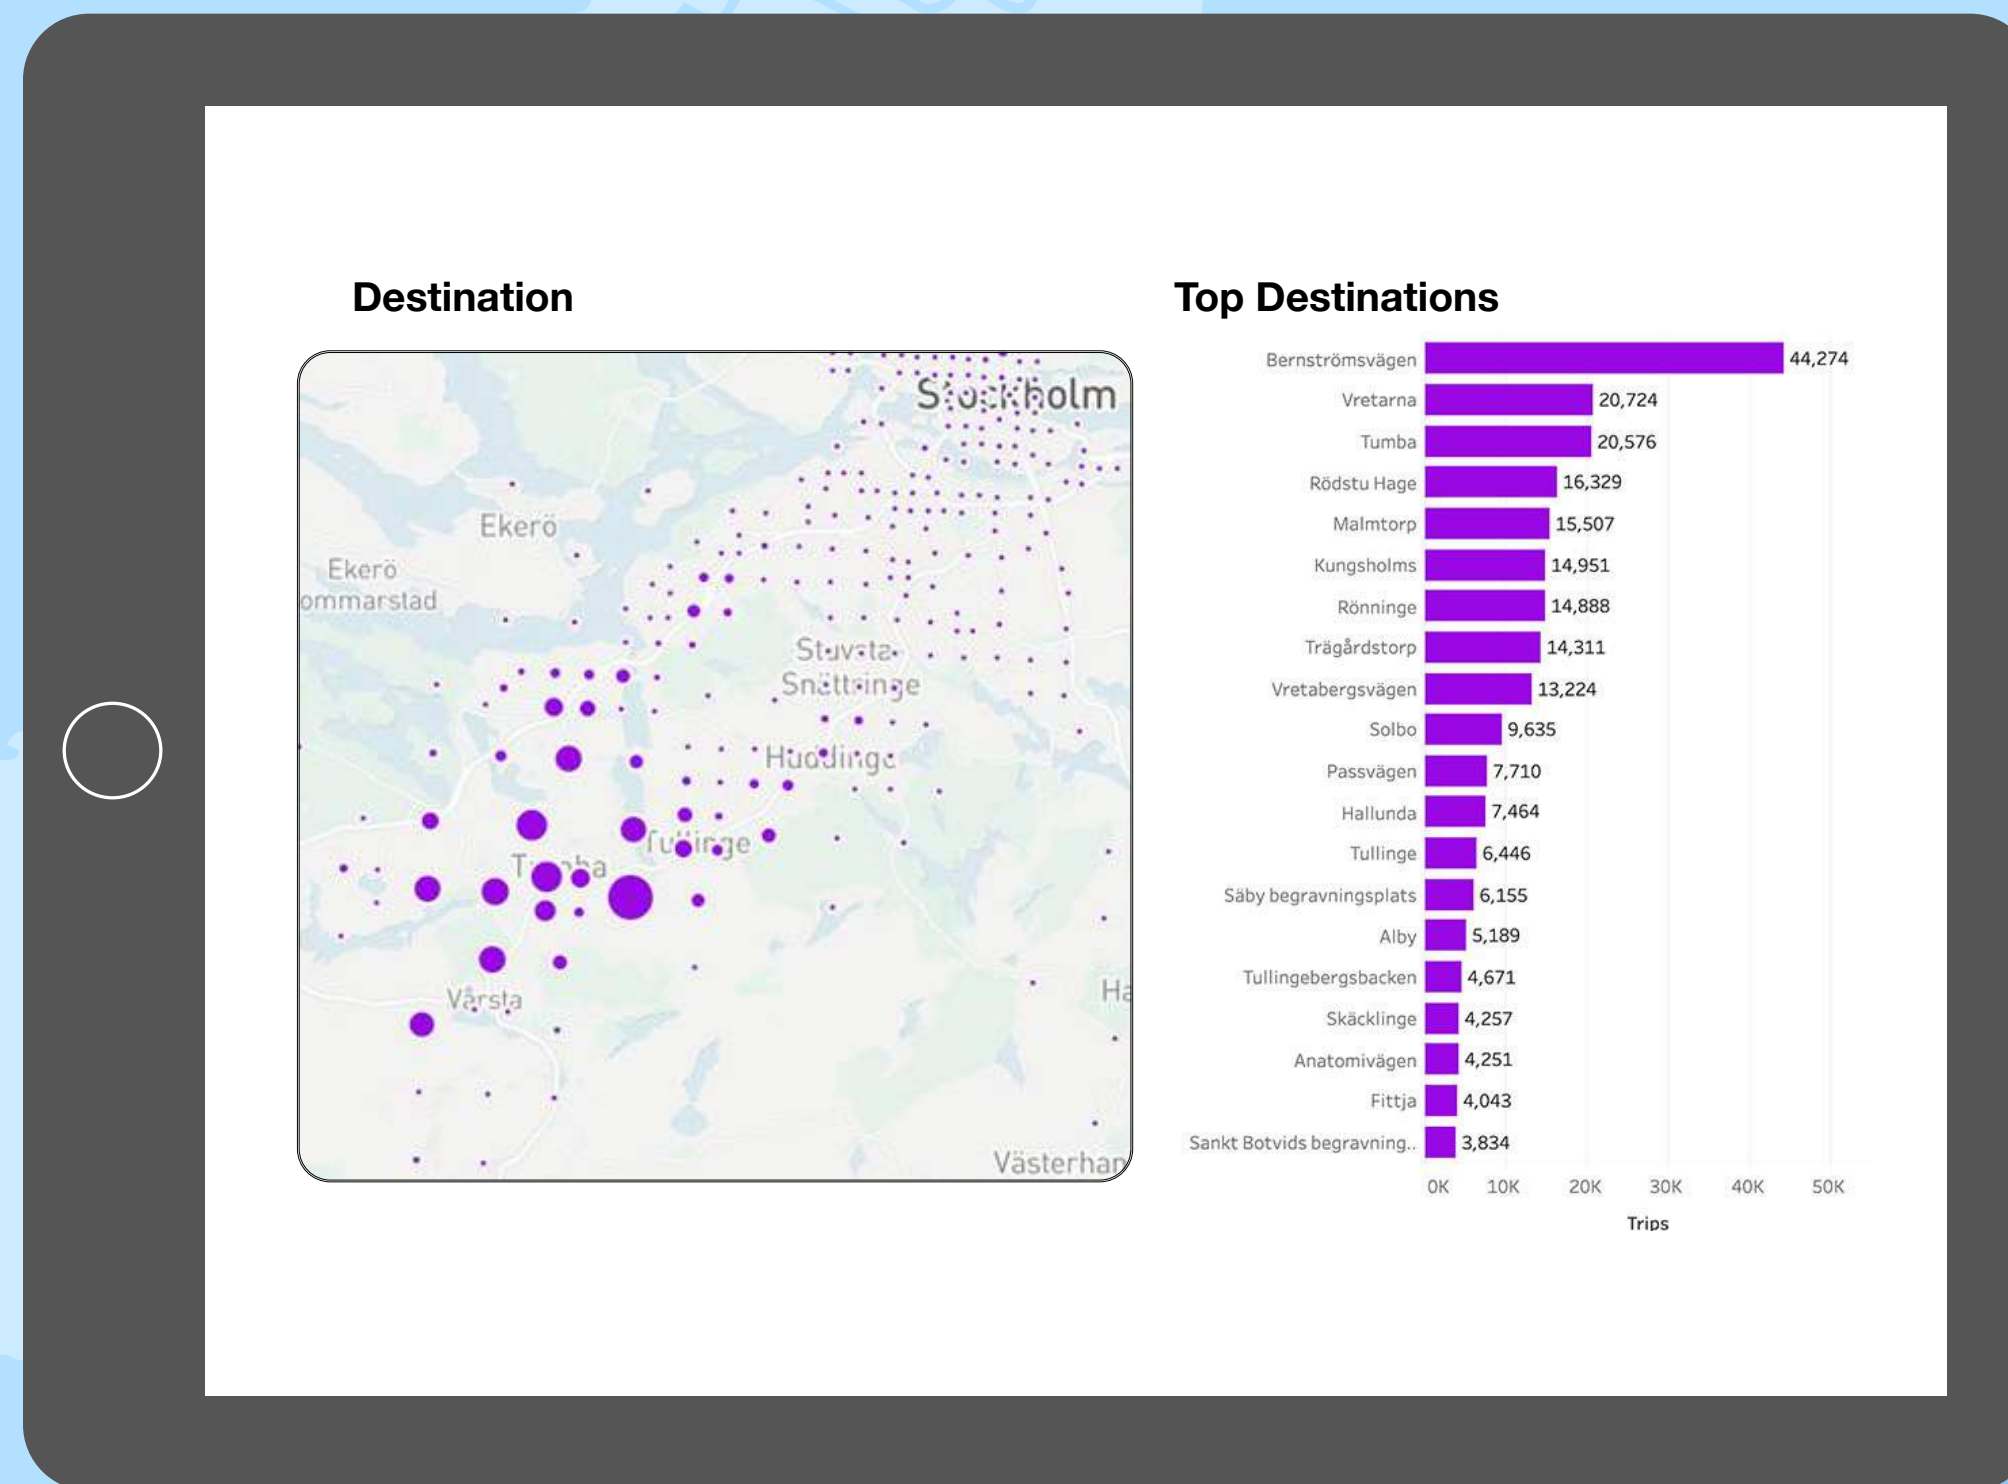 Destination
Top Destinations
Stockholm
Ekerö
Ekerö
ommarstad
Stuvsta-
Snättringe
Huddinge
Tullinge
Tumba
Vårsta
Ha
Västerhan
Bernströmsvägen 44,274
Vretarna 20,724
Tumba 20,576
Rödstu Hage 16,329
Malmtorp 15,507
Kungsholms 14,951
Rönninge 14,888
Trägårdstorp 14,311
Vretabergsvägen 13,224
Solbo 9,635
Passvägen 7,710
Hallunda 7,464
Tullinge 6,446
Säby begravningsplats 6,155
Alby 5,189
Tullingebergsbacken 4,671
Skäcklinge 4,257
Anatomivägen 4,251
Fittja 4,043
Sankt Botvids begravning.. 3,834
0K 10K 20K 30K 40K 50K
Trips